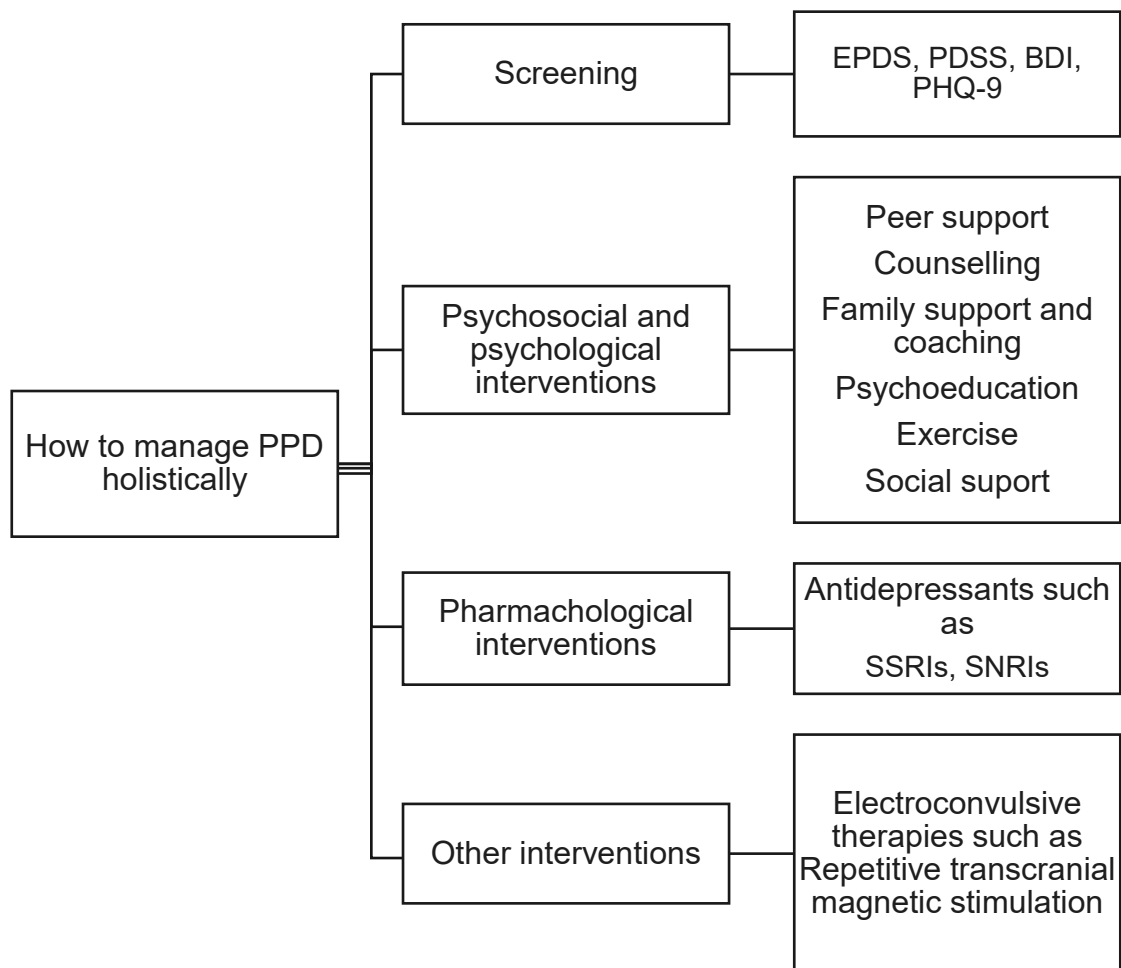 Screening
EPDS, PDSS, BDI,
PHQ-9
Psychosocial and
psychological
interventions
Peer support
Counselling
Family support and
coaching
Psychoeducation
Exercise
Social suport
How to manage PPD
holistically
Pharmachological
interventions
Antidepressants such
as
SSRIs, SNRIs
Other interventions
Electroconvulsive
therapies such as
Repetitive transcranial
magnetic stimulation